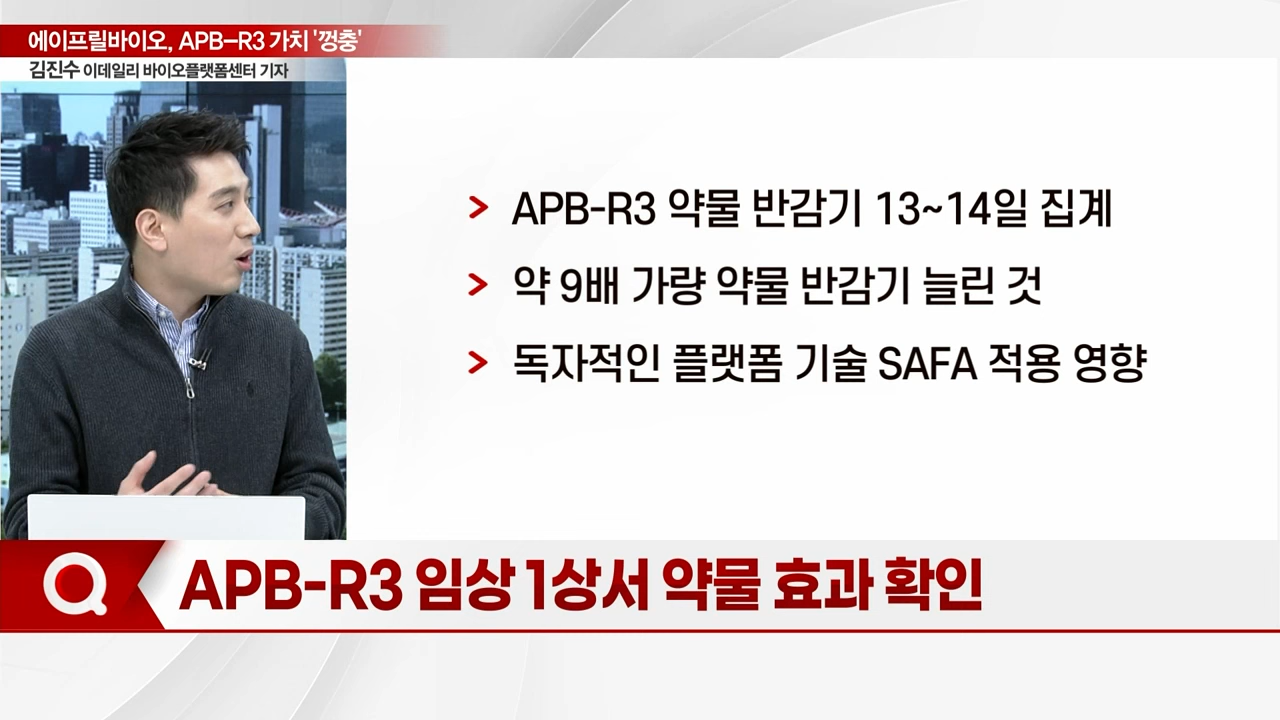 에이프릴바이오, APB-R3 가치 '껑충'
김진수 이데일리 바이오플랫폼센터 기자
> APB-R3 약물 반감기 13~14일 집계
> 약 9배 가량 약물 반감기 늘린 것
> 독자적인 플랫폼 기술 SAFA 적용 영향
APB-R3 임상 1상서 약물 효과 확인